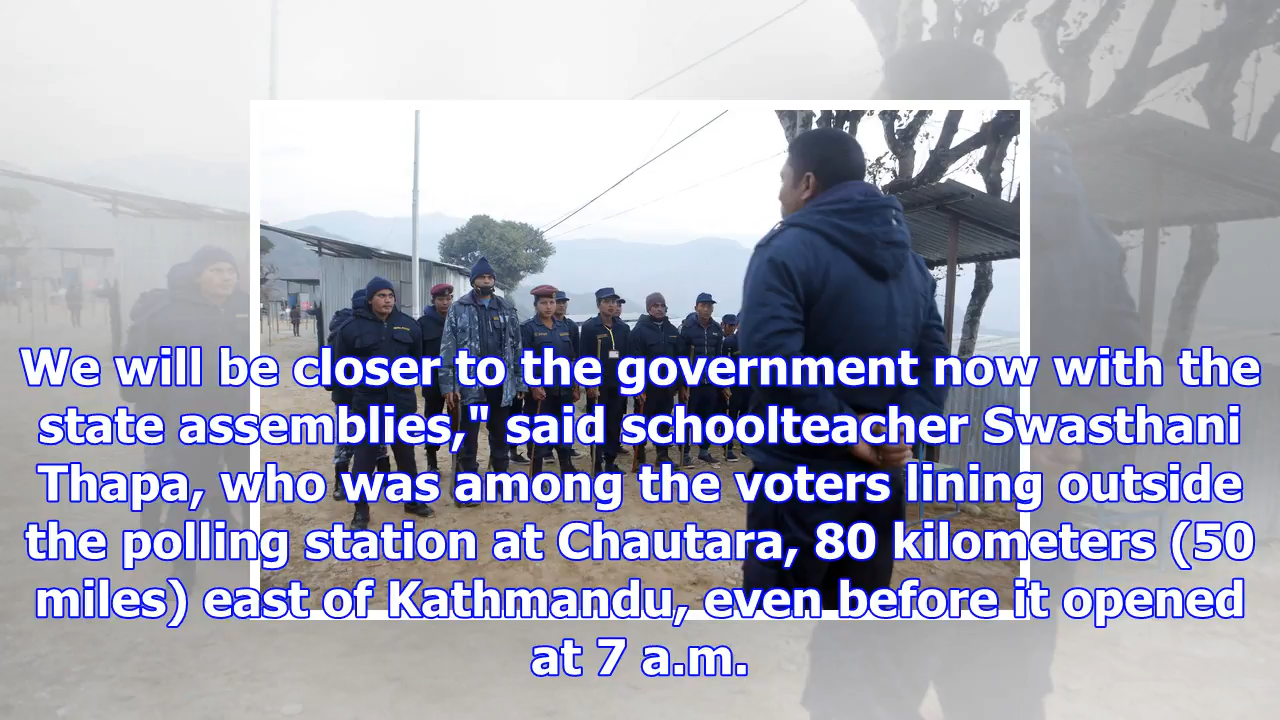 We will be closer to the government now with the
state assemblies," said schoolteacher Swasthani
Thapa, who was among the voters lining outside
the polling station at Chautara, 80 kilometers (50
miles) east of Kathmandu, even before it opened
at 7 a.m.